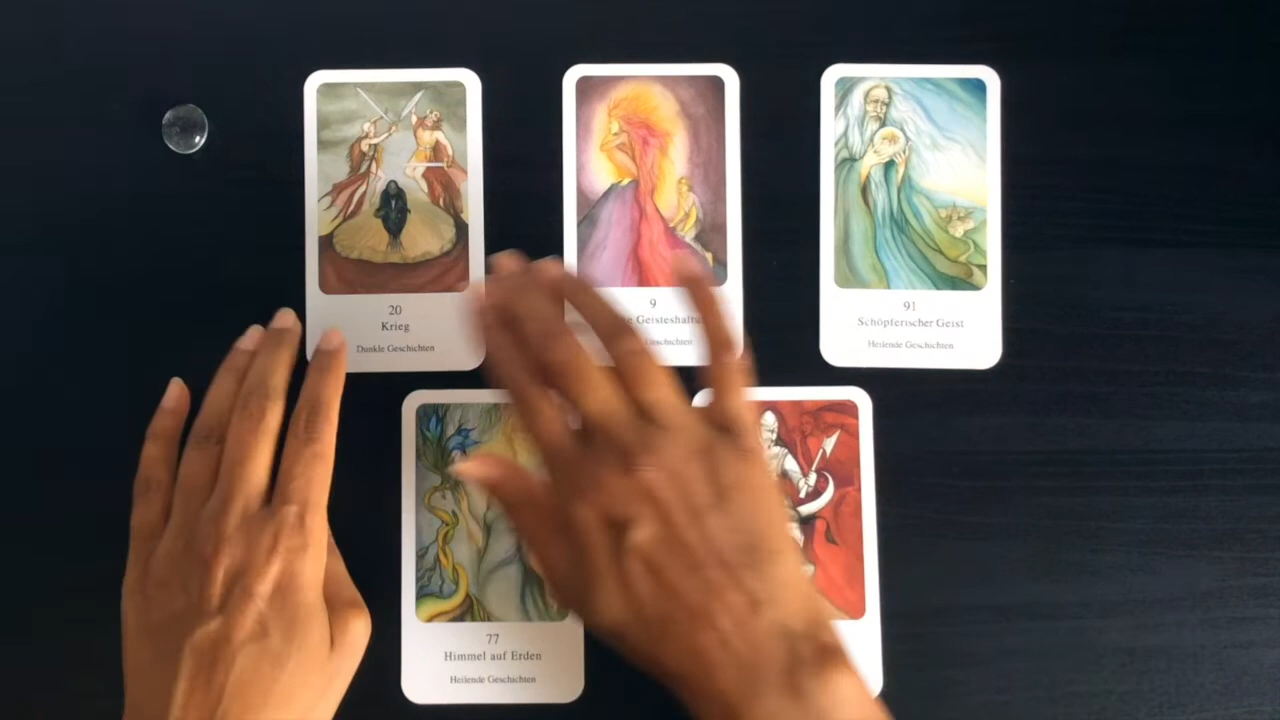 20
Krieg
Dunkle Geschichten
9
Geisteshaltu
Geschichten
91
Schöpferischer Geist
Heilende Geschichten
77
Himmel auf Erden
Heilende Geschichten